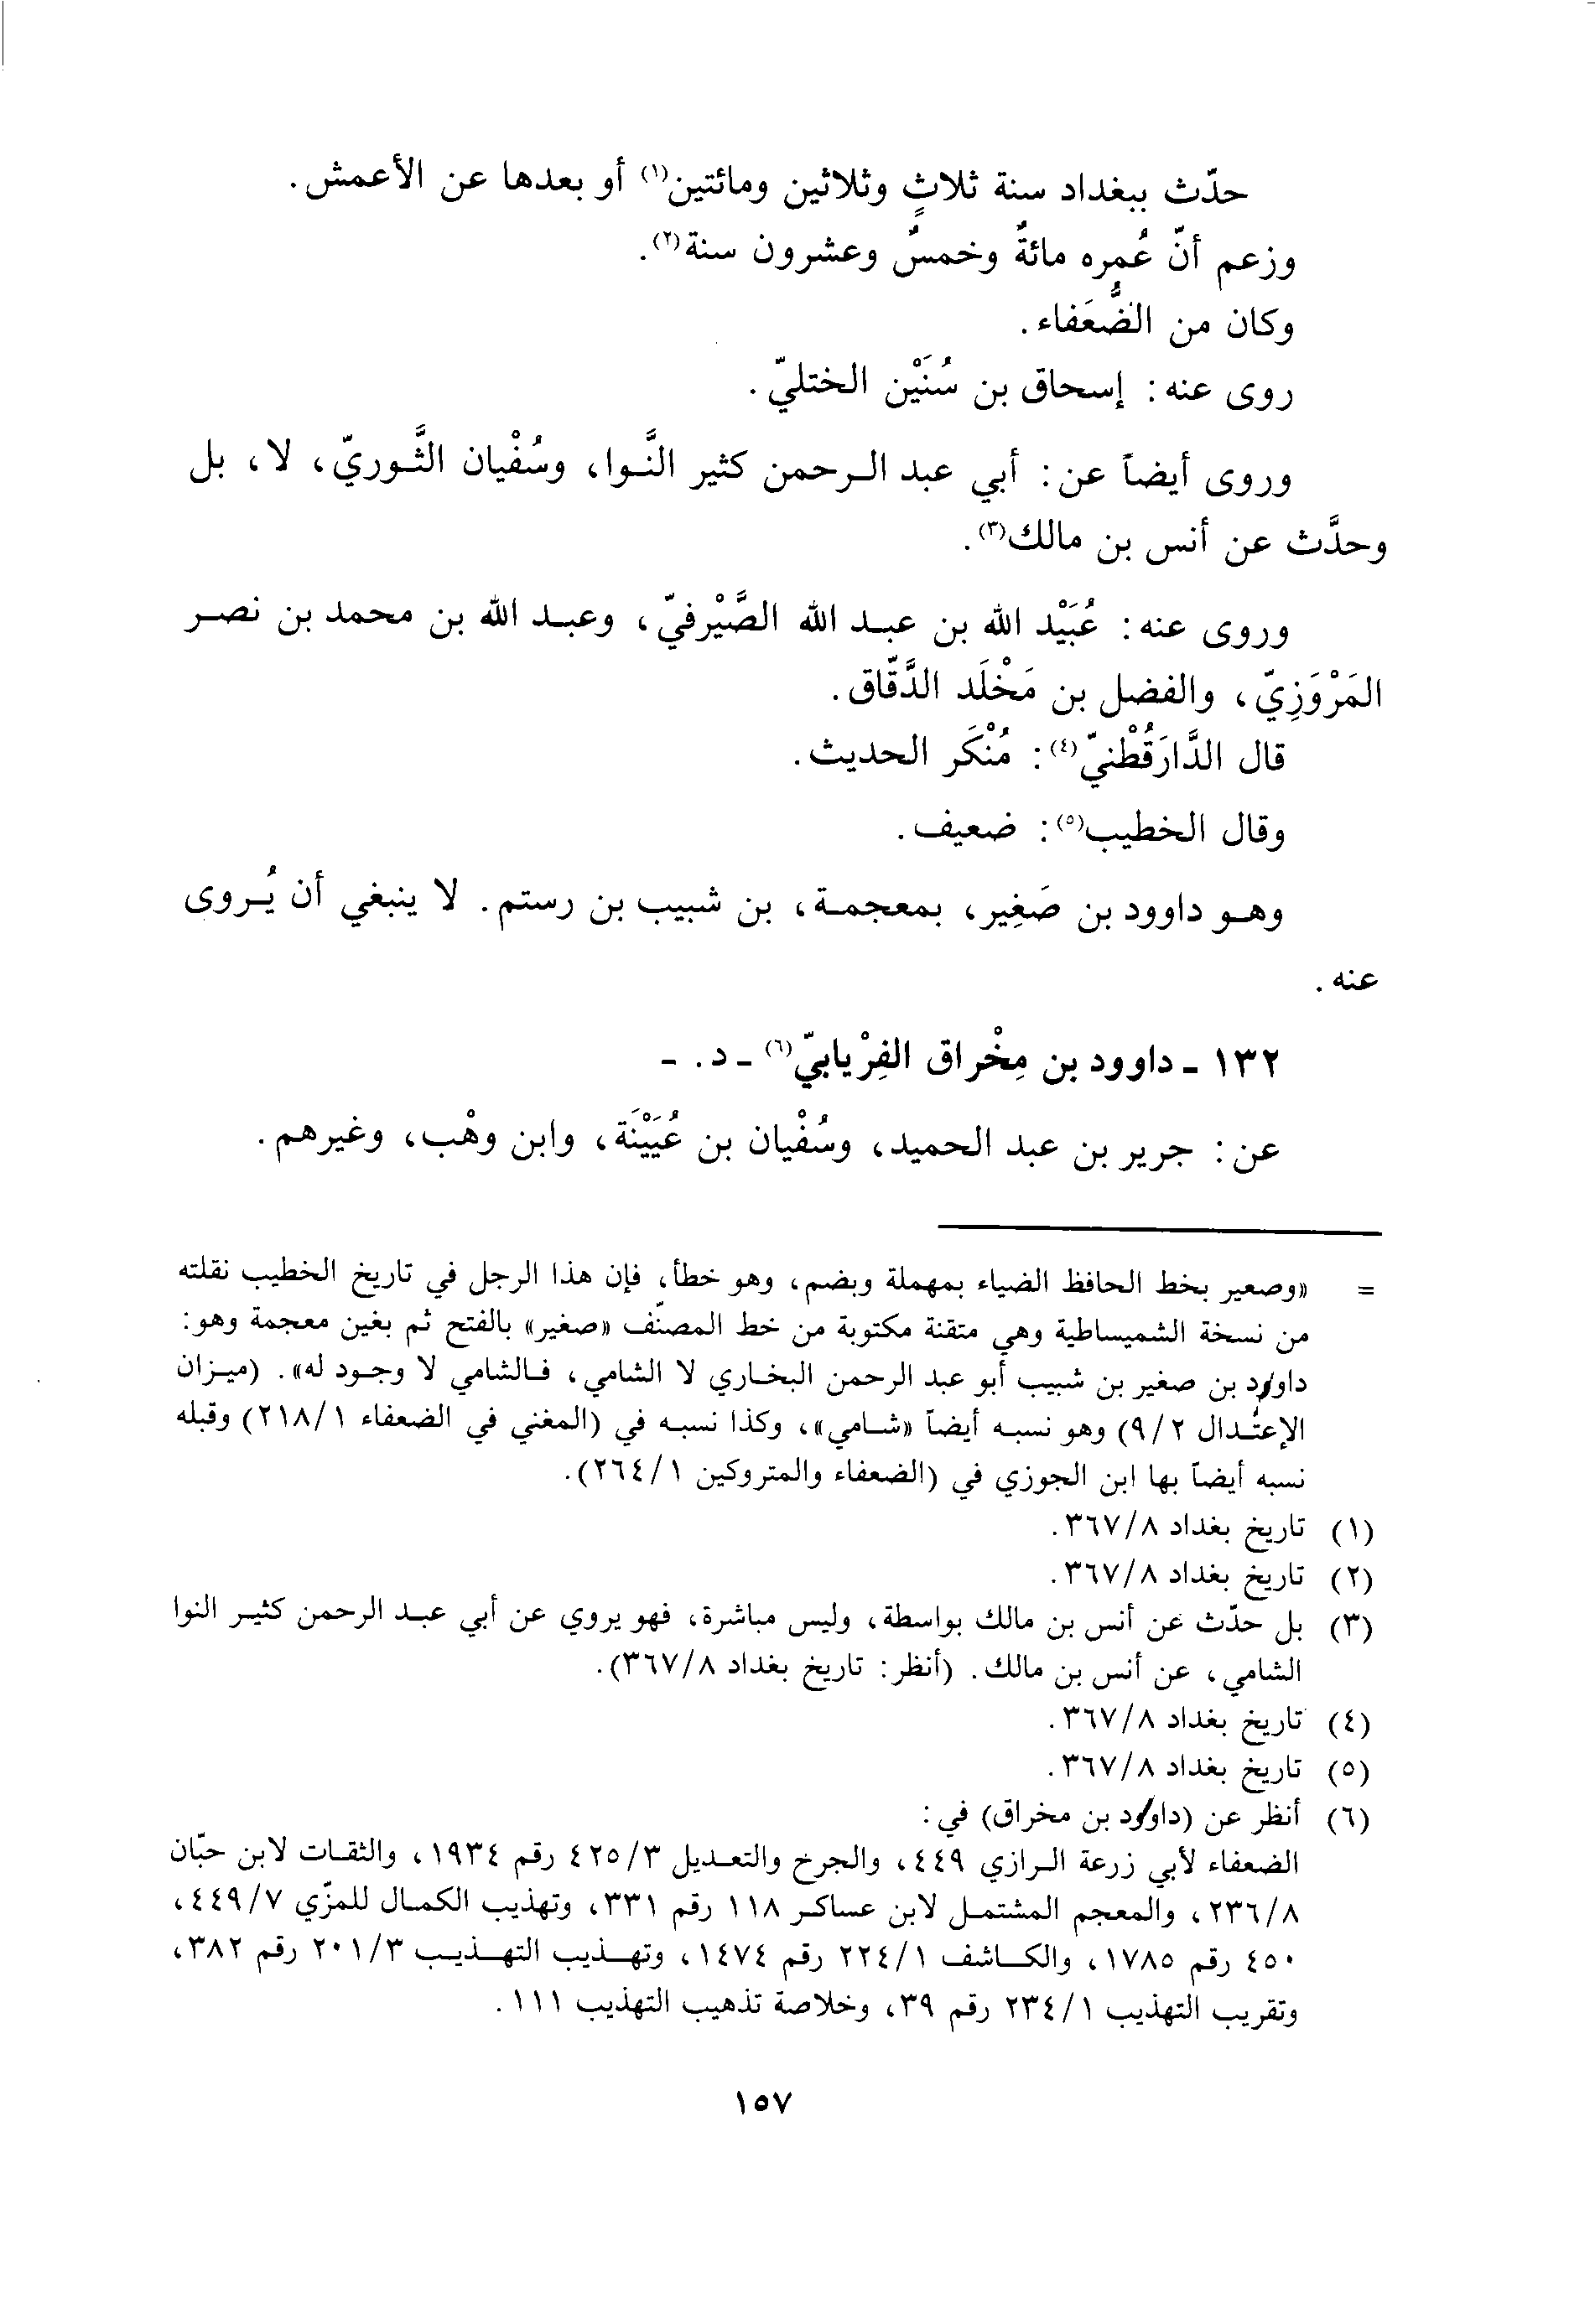 حدّث ببغداد سنة ثلاثٍ وثلاثين ومائتين(١) أو بعدها عن الأعمش.
وزعم أنّ عُمره مائةٌ وخمسٌ وعشرون سنة(٢).
وكان من الضُّعَفاء.
روى عنه: إسحاق بن سُنَيْن الختليّ.
وروى أيضاً عن: أبي عبد الرحمن كثير النَّوا، وسُفْيان الثَّوريّ، لا، بل
وحدَّث عن أنس بن مالك(٣).
وروى عنه: عُبَيْد الله بن عبد الله الصَّيْرفيّ، وعبد الله بن محمد بن نصر
المَرْوَزِيّ، والفضل بن مَخْلَد الدَّقّاق.
قال الدَّارَقُطْنيّ(٤): مُنْكَر الحديث.
وقال الخطيب(٥): ضعيف.
وهو داوود بن صَغِير، بمعجمة، بن شبيب بن رستم. لا ينبغي أن يُروى
عنه.
١٣٢ - داوود بن مِخْراق الفِرْيابيّ(٦) - د. -
عن: جرير بن عبد الحميد، وسُفْيان بن عُيَيْنَة، وابن وهْب، وغيرهم.
= «وصعير بخط الحافظ الضياء بمهملة وبضم، وهو خطأ، فإن هذا الرجل في تاريخ الخطيب نقلته
من نسخة الشميساطية وهي متقنة مكتوبة من خط المصنّف «صغير» بالفتح ثم بغين معجمة وهو:
داود بن صغير بن شبيب أبو عبد الرحمن البخاري لا الشامي، فالشامي لا وجود له». (ميزان
الإعتدال ٩/٢) وهو نسبه أيضاً «شامي»، وكذا نسبه في (المغني في الضعفاء ٢١٨/١) وقبله
نسبه أيضاً بها ابن الجوزي في (الضعفاء والمتروكين ٢٦٤/١).
(١) تاريخ بغداد ٣٦٧/٨.
(٢) تاريخ بغداد ٣٦٧/٨.
(٣) بل حدّث عن أنس بن مالك بواسطة، وليس مباشرة، فهو يروي عن أبي عبد الرحمن كثير النوا
الشامي، عن أنس بن مالك. (أنظر: تاريخ بغداد ٣٦٧/٨).
(٤) تاريخ بغداد ٣٦٧/٨.
(٥) تاريخ بغداد ٣٦٧/٨.
(٦) أنظر عن (داود بن مخراق) في:
الضعفاء لأبي زرعة الرازي ٤٤٩، والجرح والتعديل ٤٢٥/٣ رقم ١٩٣٤، والثقات لابن حبّان
٢٣٦/٨، والمعجم المشتمل لابن عساكر ١١٨ رقم ٣٣١، وتهذيب الكمال للمزّي ٤٤٩/٧،
٤٥٠ رقم ١٧٨٥، والكاشف ٢٢٤/١ رقم ١٤٧٤، وتهذيب التهذيب ٢٠١/٣ رقم ٣٨٢،
وتقريب التهذيب ٢٣٤/١ رقم ٣٩، وخلاصة تذهيب التهذيب ١١١.
١٥٧